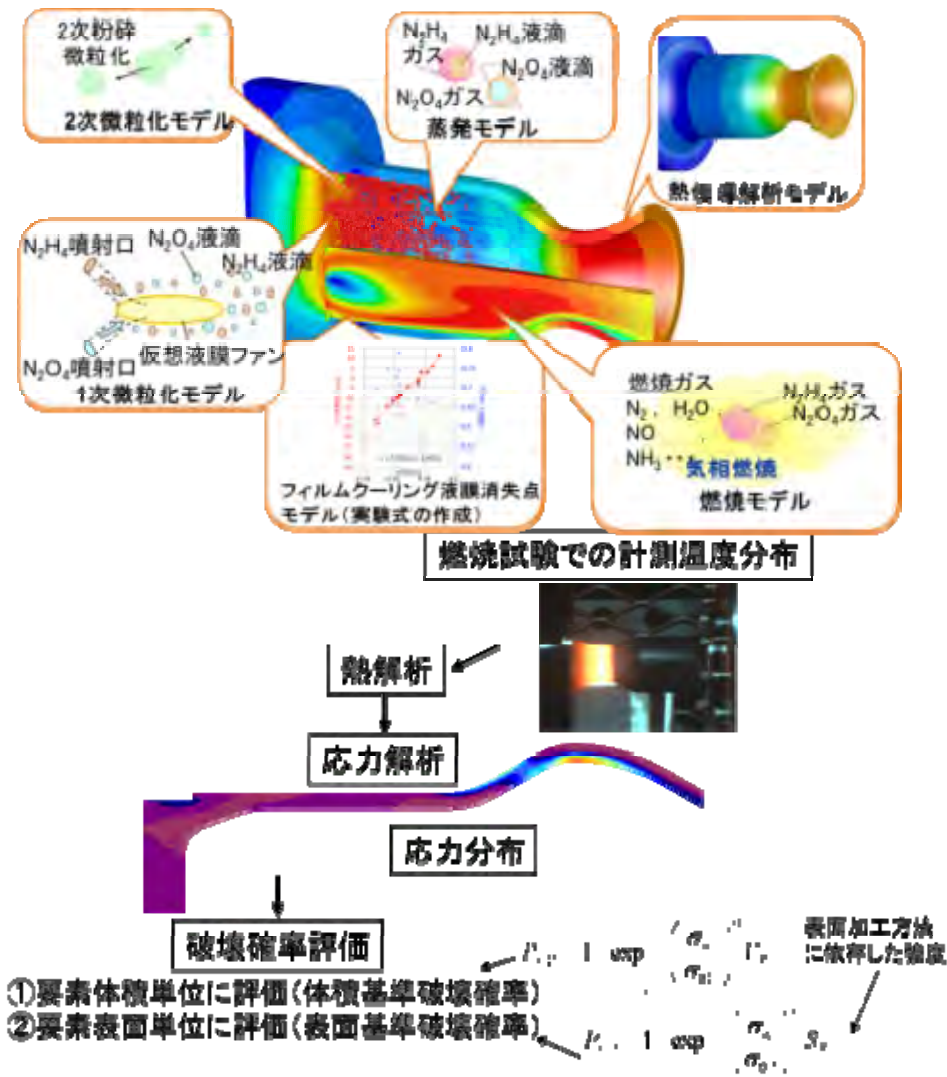 2次粉砕
微粒化
2次微粒化モデル
N₂H₄
ガス
N₂H₄液滴
N₂O₄液滴
N₂O₄ガス
蒸発モデル
熱伝導解析モデル
N₂H₄噴射口
N₂O₄液滴
N₂H₄液滴
仮想液膜ファン
N₂O₄噴射口
1次微粒化モデル
フィルムクーリング液膜消失点
モデル(実験式の作成)
燃焼ガス
N₂H₄ガス
N₂, H₂O
N₂O₄ガス
NO
NH₃・・・
気相燃焼
燃焼モデル
燃焼試験での計測温度分布
熱解析
応力解析
応力分布
破壊確率評価
表面加工方法
に依存した強度
①要素体積単位に評価(体積基準破壊確率)
②要素表面単位に評価(表面基準破壊確率)
1 exp
1 exp